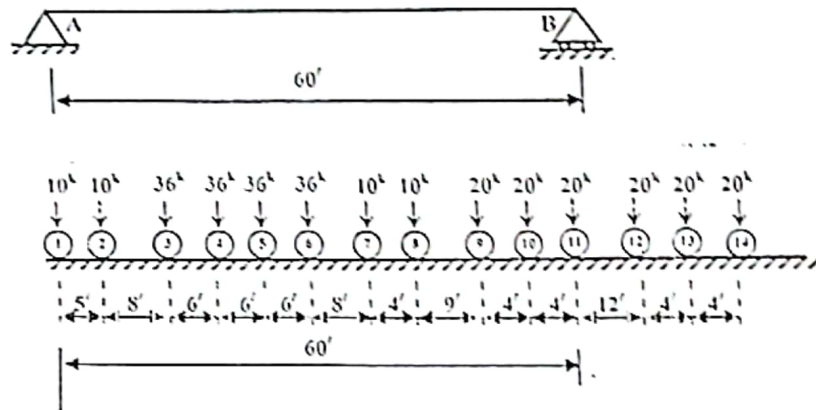 A B
60'
10ᵏ 10ᵏ 36ᵏ 36ᵏ 36ᵏ 36ᵏ 10ᵏ 10ᵏ 20ᵏ 20ᵏ 20ᵏ 20ᵏ 20ᵏ 20ᵏ
1 2 3 4 5 6 7 8 9 10 11 12 13 14
5' 8' 6' 6' 6' 8' 4' 9' 4' 4' 12' 4' 4'
60'